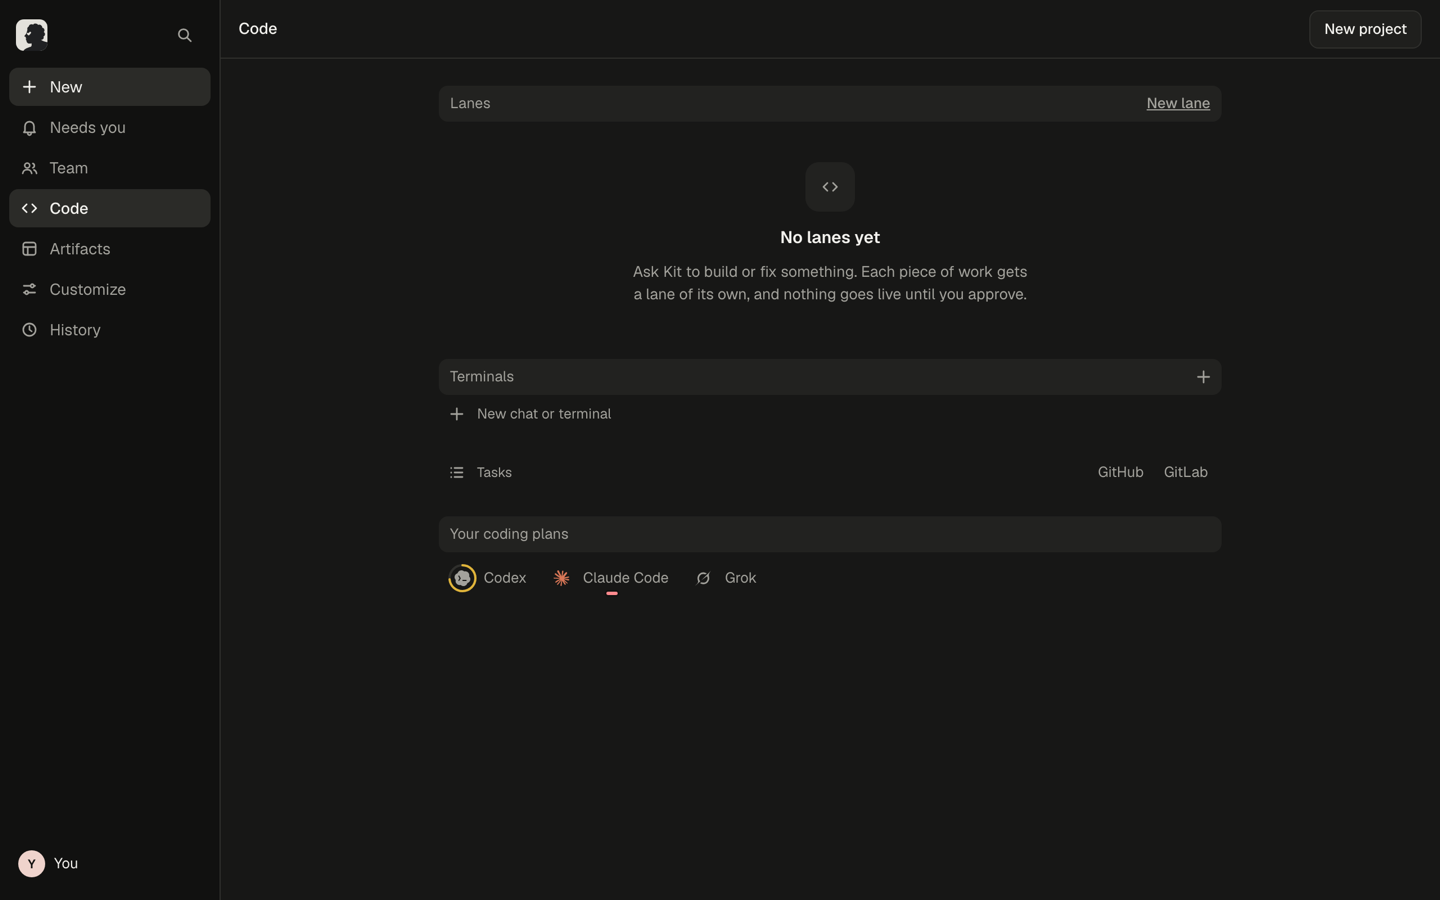 Code
New project
New
Needs you
Team
Code
Artifacts
Customize
History
Lanes
New lane
No lanes yet
Ask Kit to build or fix something. Each piece of work gets
a lane of its own, and nothing goes live until you approve.
Terminals
New chat or terminal
Tasks
GitHub
GitLab
Your coding plans
Codex
Claude Code
Grok
Y
You